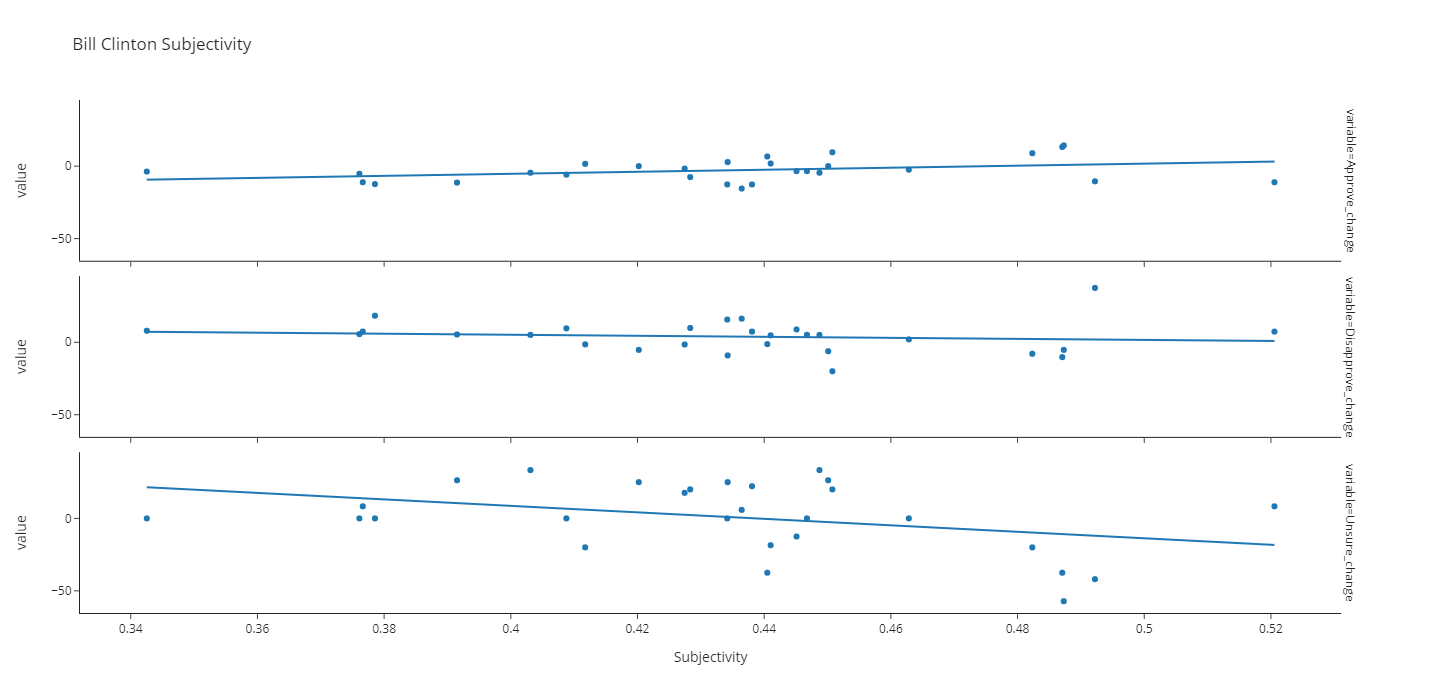 Bill Clinton Subjectivity
value
0
−50
variable=Approve_change
value
0
−50
variable=Disapprove_change
value
0
−50
variable=Unsure_change
0.34 0.36 0.38 0.4 0.42 0.44 0.46 0.48 0.5 0.52
Subjectivity